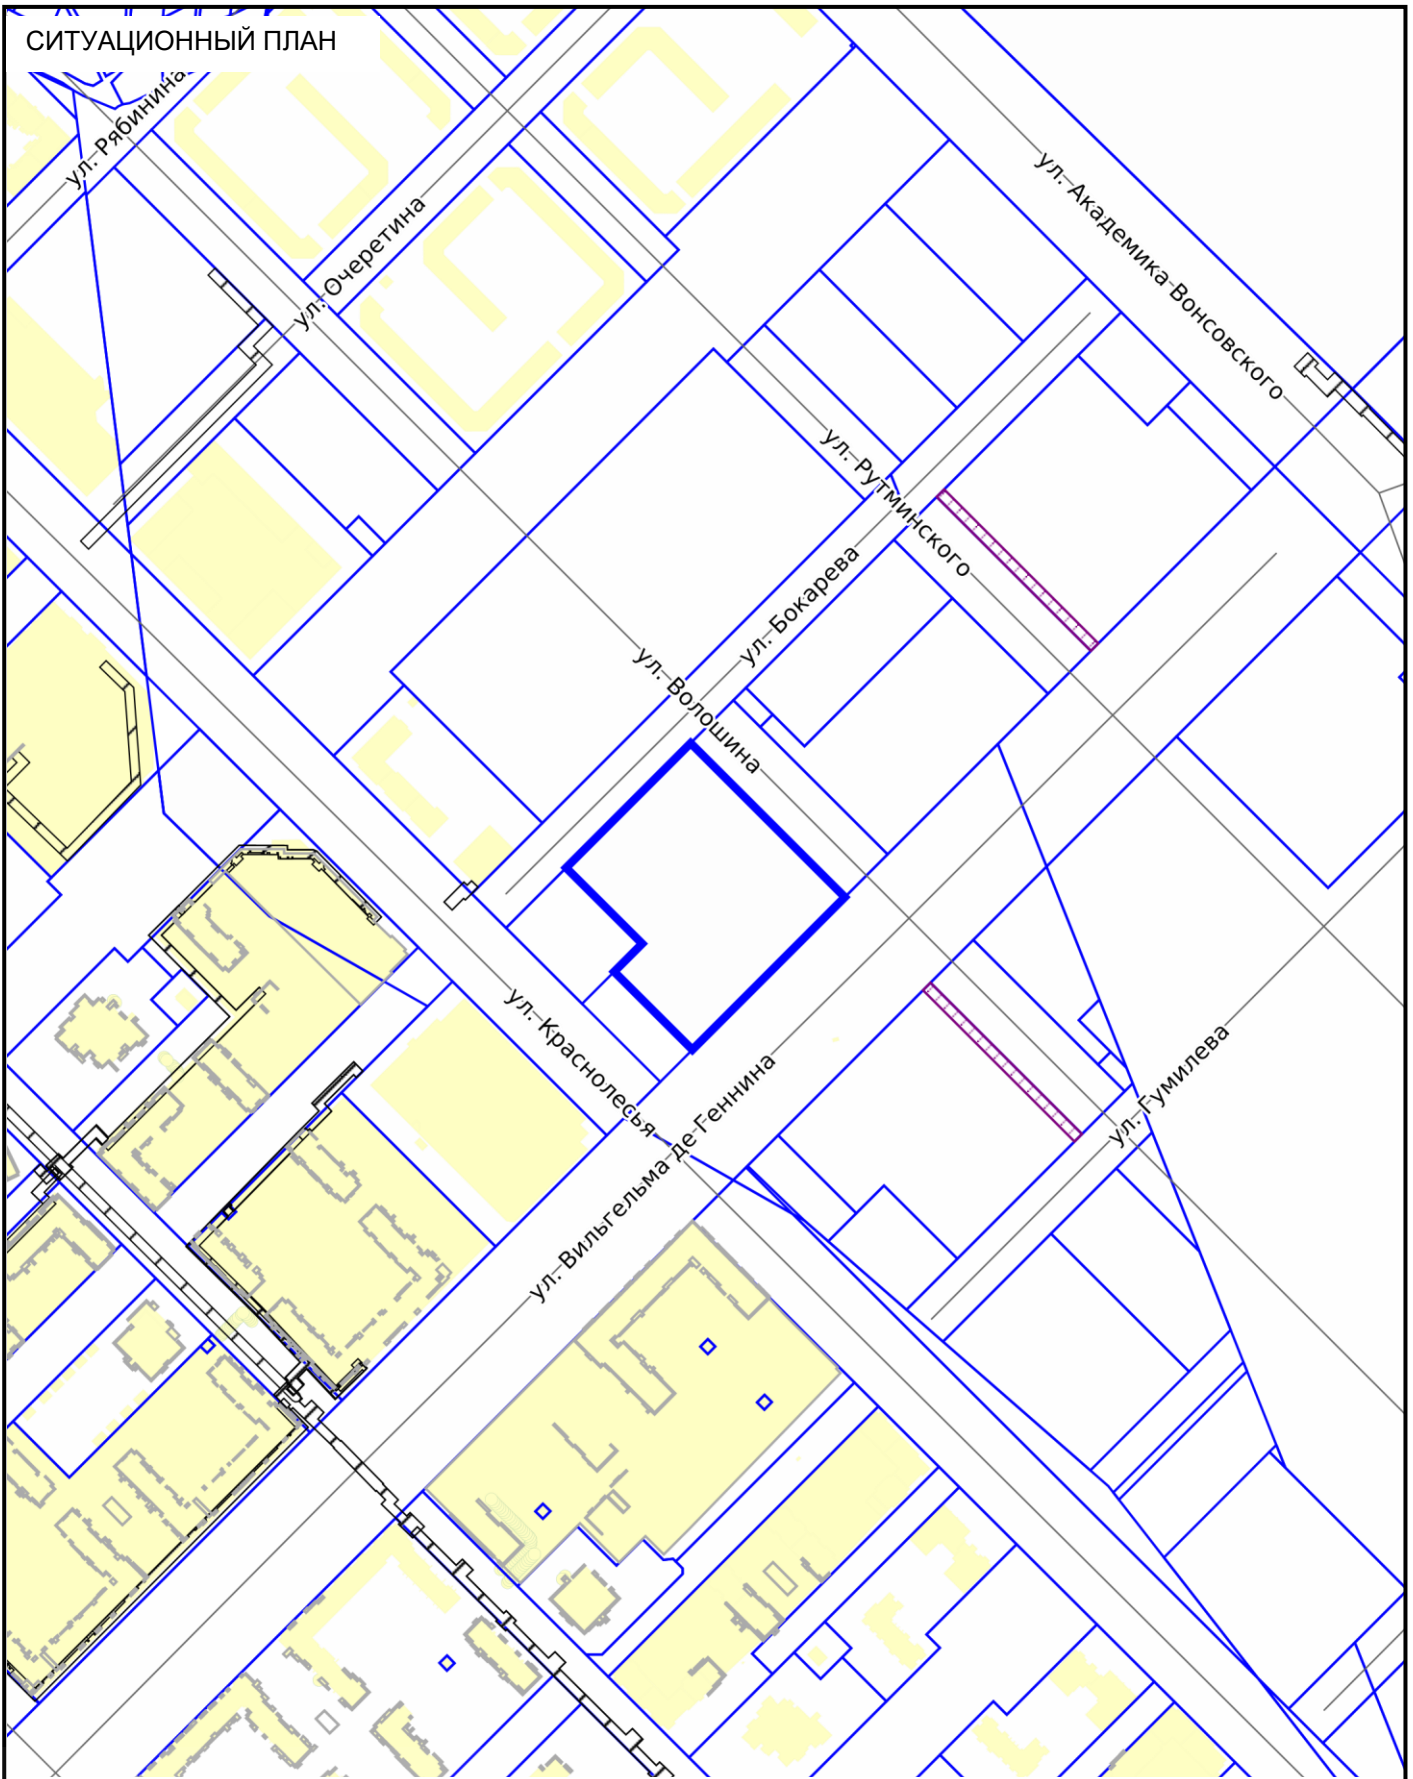 СИТУАЦИОННЫЙ ПЛАН
ул. Рябинина
ул. Очеретина
ул. Академика Вонсовского
ул. Рутминского
ул. Бокарева
ул. Волошина
ул. Краснолесья
ул. Вильгельма де Геннина
ул. Гумилева